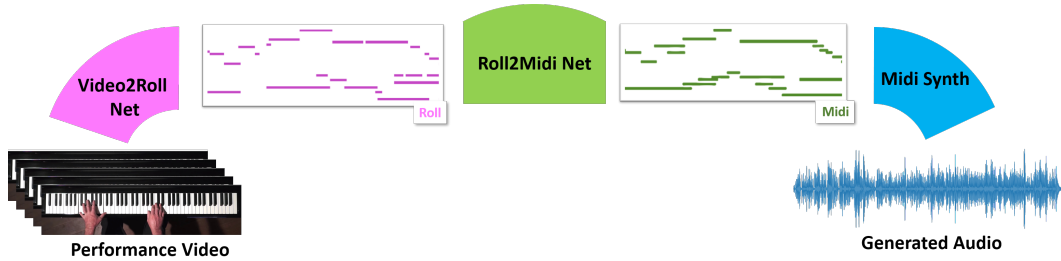 Video2Roll
Net
Roll
Roll2Midi Net
Midi
Midi Synth
Performance Video
Generated Audio